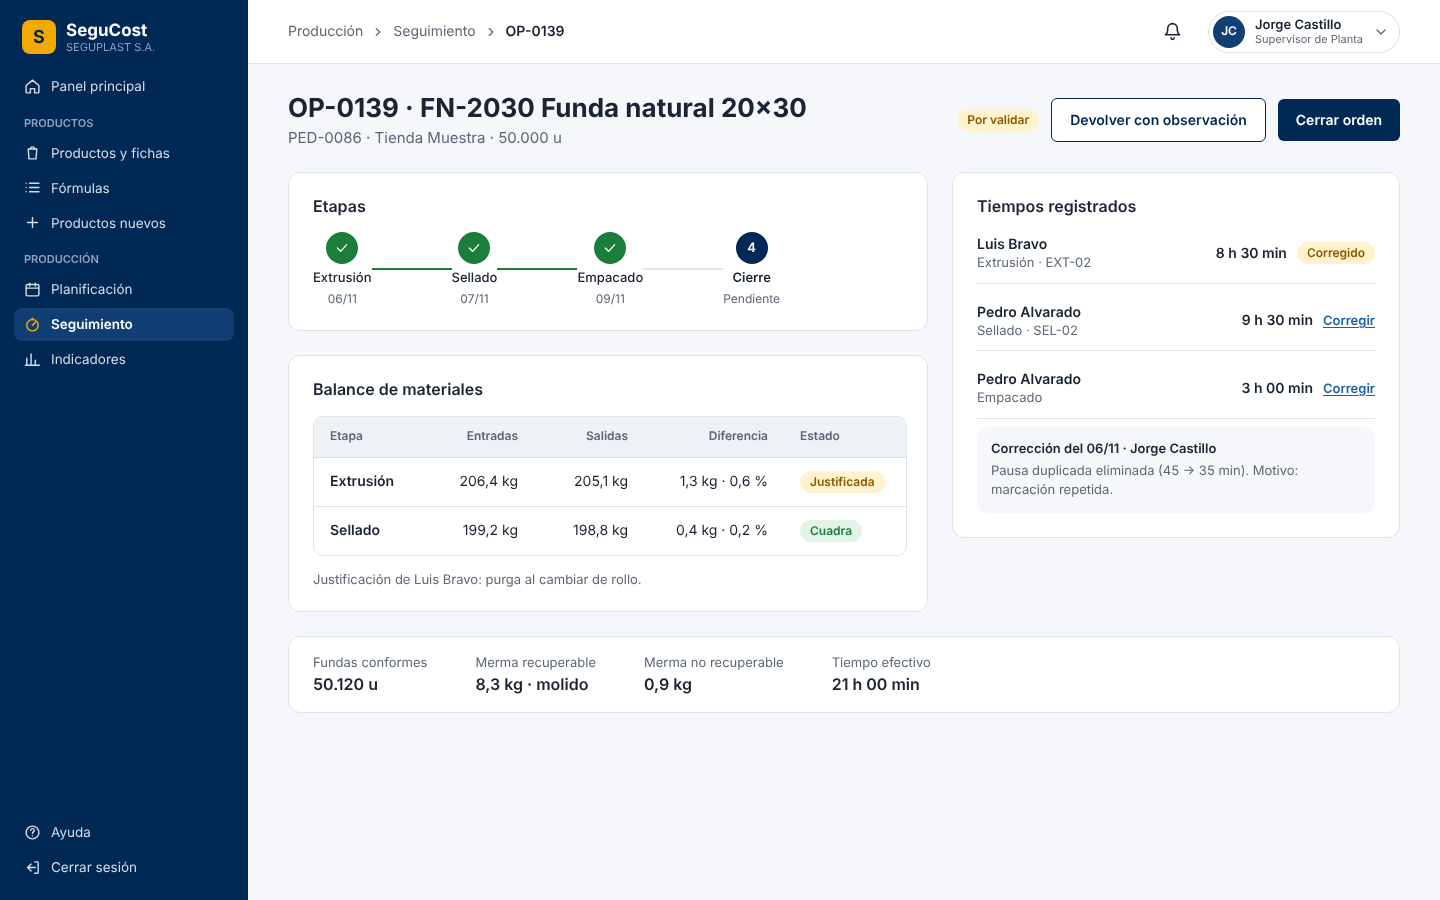 S
SeguCost
SEGUPLAST S.A.
Panel principal
PRODUCTOS
Productos y fichas
Fórmulas
Productos nuevos
PRODUCCIÓN
Planificación
Seguimiento
Indicadores
Ayuda
Cerrar sesión
Producción > Seguimiento > OP-0139
JC
Jorge Castillo
Supervisor de Planta
OP-0139 · FN-2030 Funda natural 20×30
PED-0086 · Tienda Muestra · 50.000 u
Por validar
Devolver con observación
Cerrar orden
Etapas
4
Extrusión Sellado Empacado Cierre
06/11 07/11 09/11 Pendiente
Balance de materiales
Etapa Entradas Salidas Diferencia Estado
Extrusión 206,4 kg 205,1 kg 1,3 kg · 0,6 % Justificada
Sellado 199,2 kg 198,8 kg 0,4 kg · 0,2 % Cuadra
Justificación de Luis Bravo: purga al cambiar de rollo.
Tiempos registrados
Luis Bravo
Extrusión · EXT-02
8 h 30 min Corregido
Pedro Alvarado
Sellado · SEL-02
9 h 30 min Corregir
Pedro Alvarado
Empacado
3 h 00 min Corregir
Corrección del 06/11 · Jorge Castillo
Pausa duplicada eliminada (45 → 35 min). Motivo:
marcación repetida.
Fundas conformes Merma recuperable Merma no recuperable Tiempo efectivo
50.120 u 8,3 kg · molido 0,9 kg 21 h 00 min